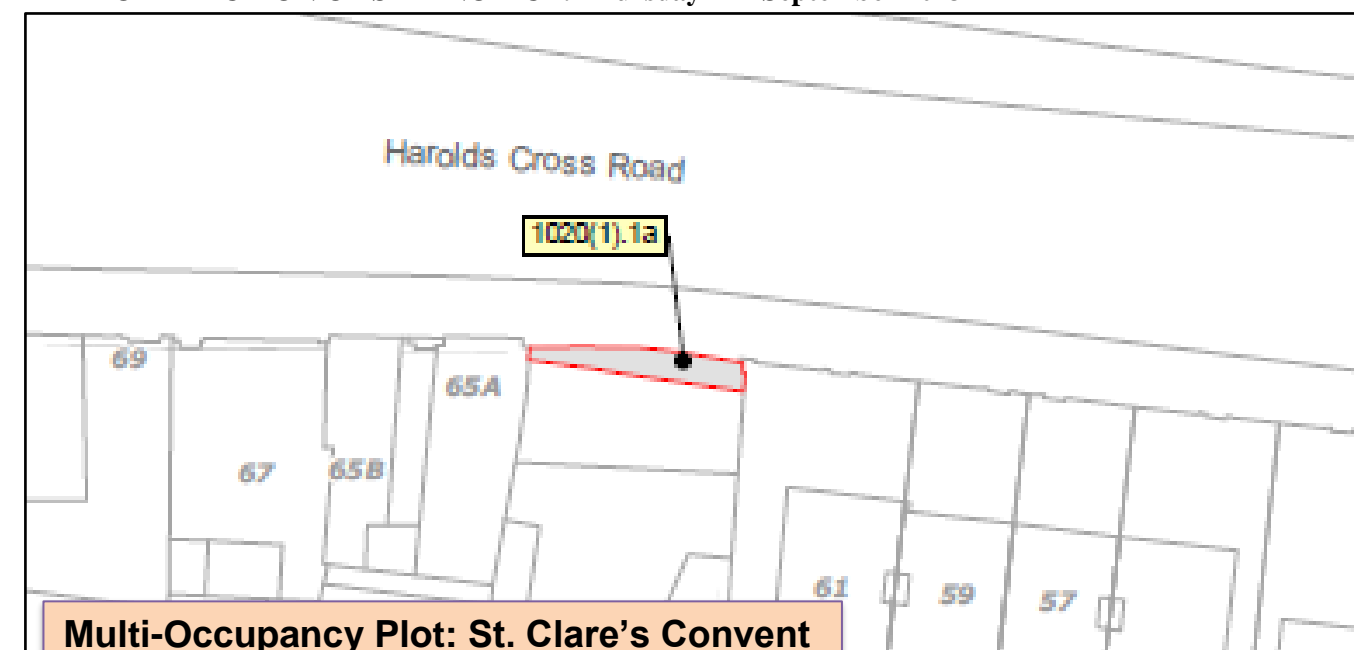 Harolds Cross Road
1020(1).1a
69
65A
67
65B
61
59
57
Multi-Occupancy Plot: St. Clare's Convent